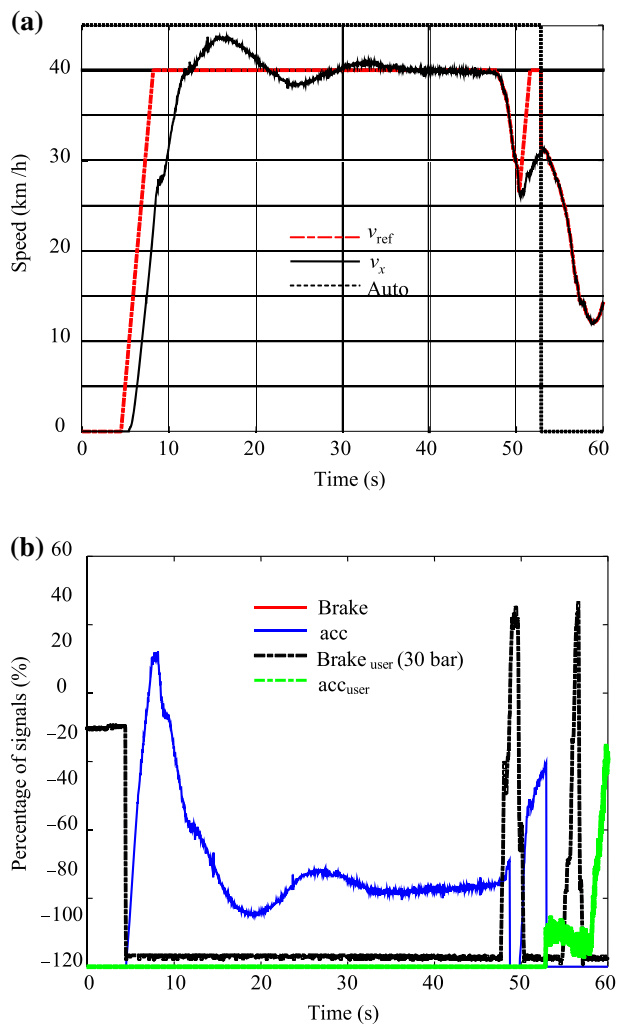 (a)
40
30
20
10
0
Speed (km /h)
v_ref
v_x
Auto
0 10 20 30 40 50 60
Time (s)
(b)
60
40
20
0
−20
−40
−60
−80
−100
−120
Percentage of signals (%)
Brake
acc
Brake user (30 bar)
acc_user
0 10 20 30 40 50 60
Time (s)